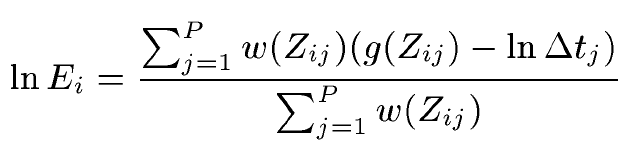 \ln E_i = \frac{\sum_{j=1}^{P} w(Z_{ij})(g(Z_{ij}) - \ln \Delta t_j)}{\sum_{j=1}^{P} w(Z_{ij})}